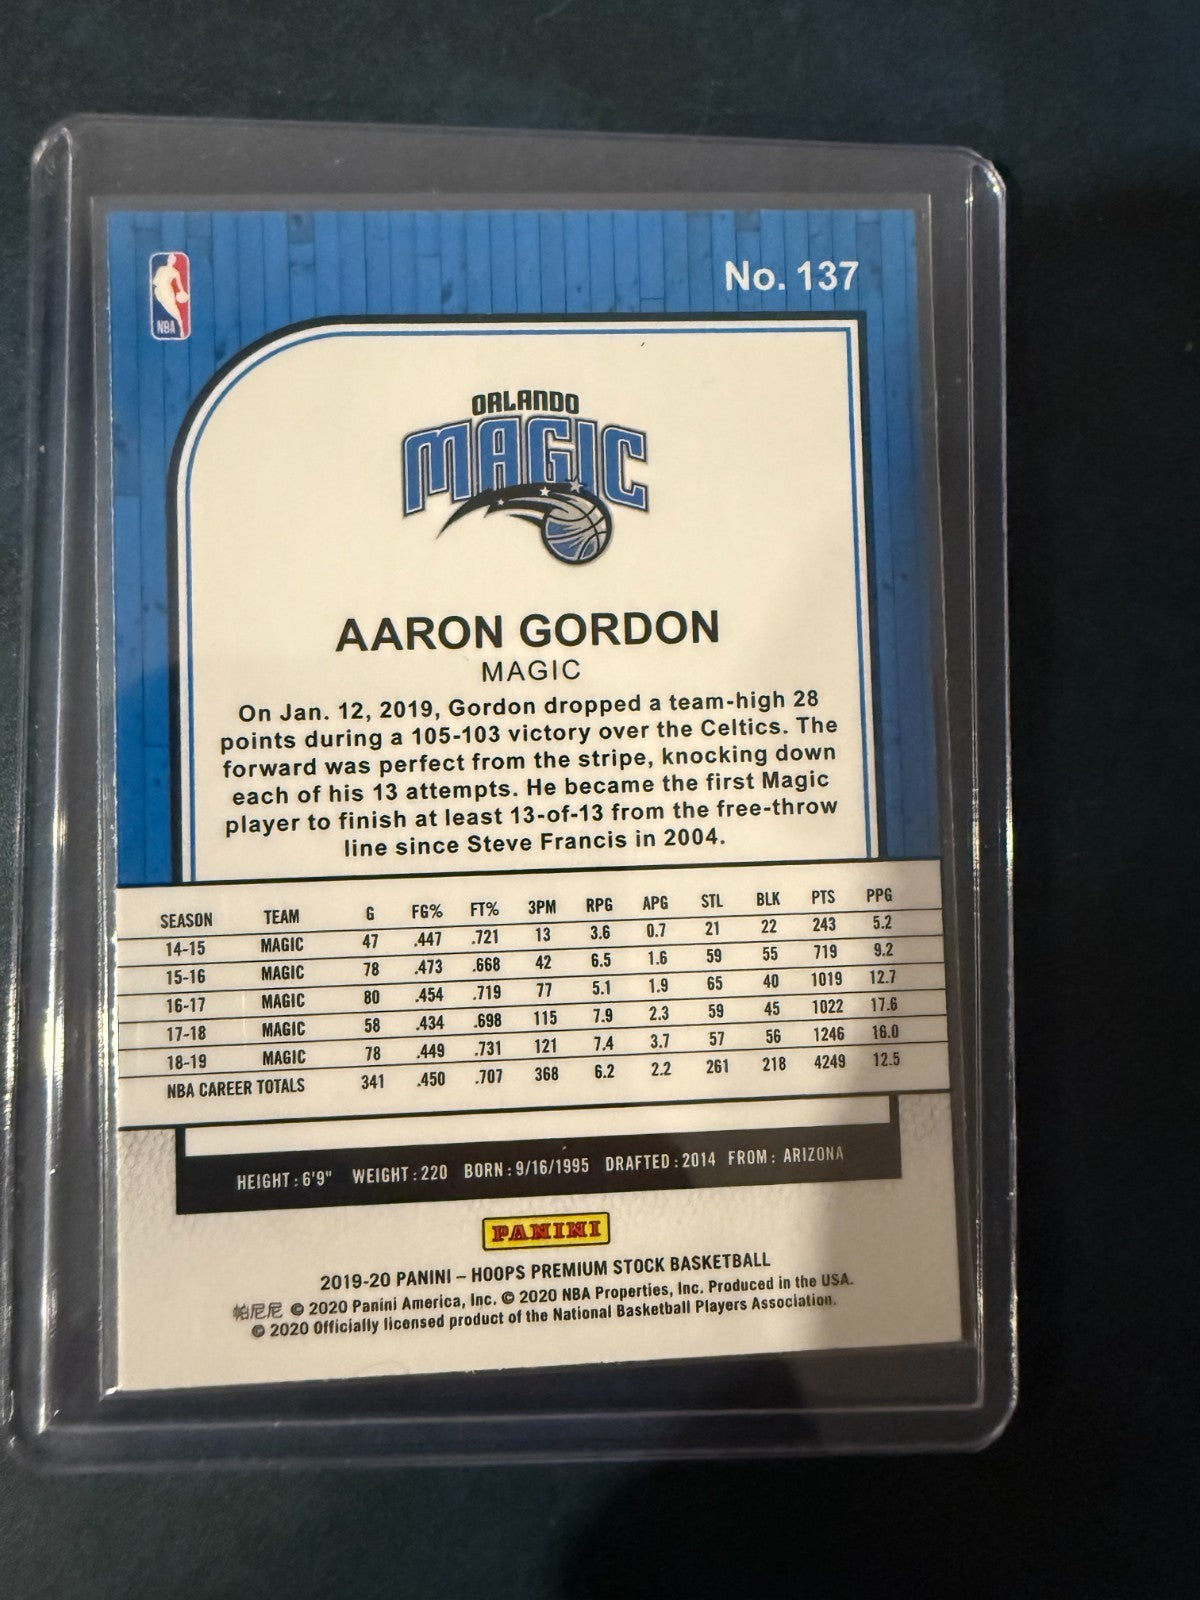 No. 137
NBA
ORLANDO
MAGIC
AARON GORDON
MAGIC
On Jan. 12, 2019, Gordon dropped a team-high 28
points during a 105-103 victory over the Celtics. The
forward was perfect from the stripe, knocking down
each of his 13 attempts. He became the first Magic
player to finish at least 13-of-13 from the free-throw
line since Steve Francis in 2004.
SEASON TEAM G FG% FT% 3PM RPG APG STL BLK PTS PPG
14-15 MAGIC 47 .447 .721 13 3.6 0.7 21 22 243 5.2
15-16 MAGIC 78 .473 .668 42 6.5 1.6 59 55 719 9.2
16-17 MAGIC 80 .454 .719 77 5.1 1.9 65 40 1019 12.7
17-18 MAGIC 58 .434 .698 115 7.9 2.3 59 45 1022 17.6
18-19 MAGIC 78 .449 .731 121 7.4 3.7 57 56 1246 16.0
NBA CAREER TOTALS 341 .450 .707 368 6.2 2.2 261 218 4249 12.5
HEIGHT : 6'9" WEIGHT : 220 BORN : 9/16/1995 DRAFTED : 2014 FROM : ARIZONA
PANINI
2019-20 PANINI – HOOPS PREMIUM STOCK BASKETBALL
帕尼尼 © 2020 Panini America, Inc. © 2020 NBA Properties, Inc. Produced in the USA.
© 2020 Officially licensed product of the National Basketball Players Association.